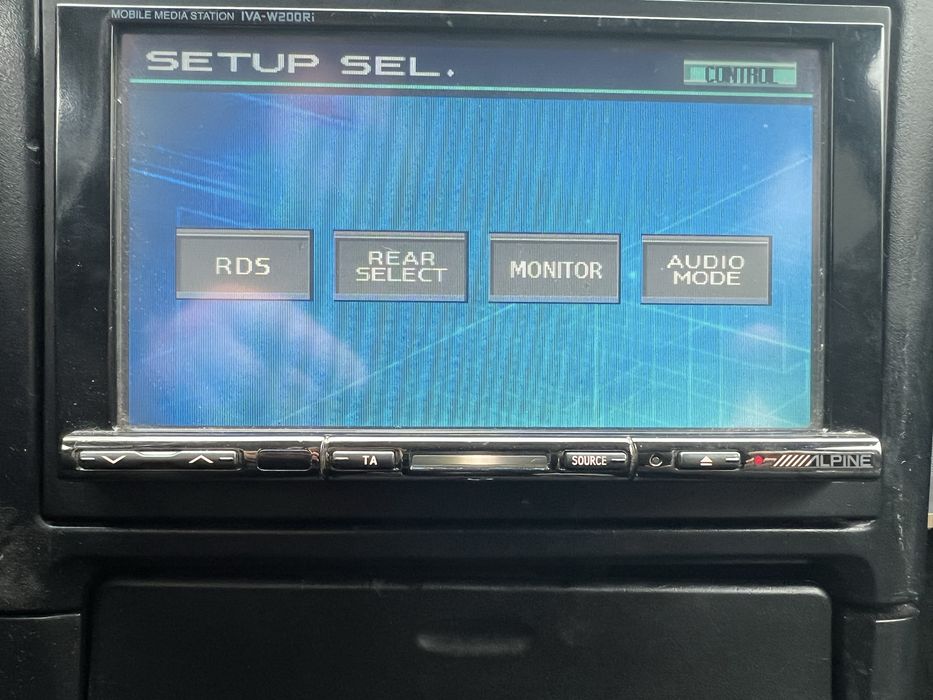 MOBILE MEDIA STATION IVA-W200Ri
SETUP SEL.
CONTROL
RDS
REAR
SELECT
MONITOR
AUDIO
MODE
TA
SOURCE
ALPINE